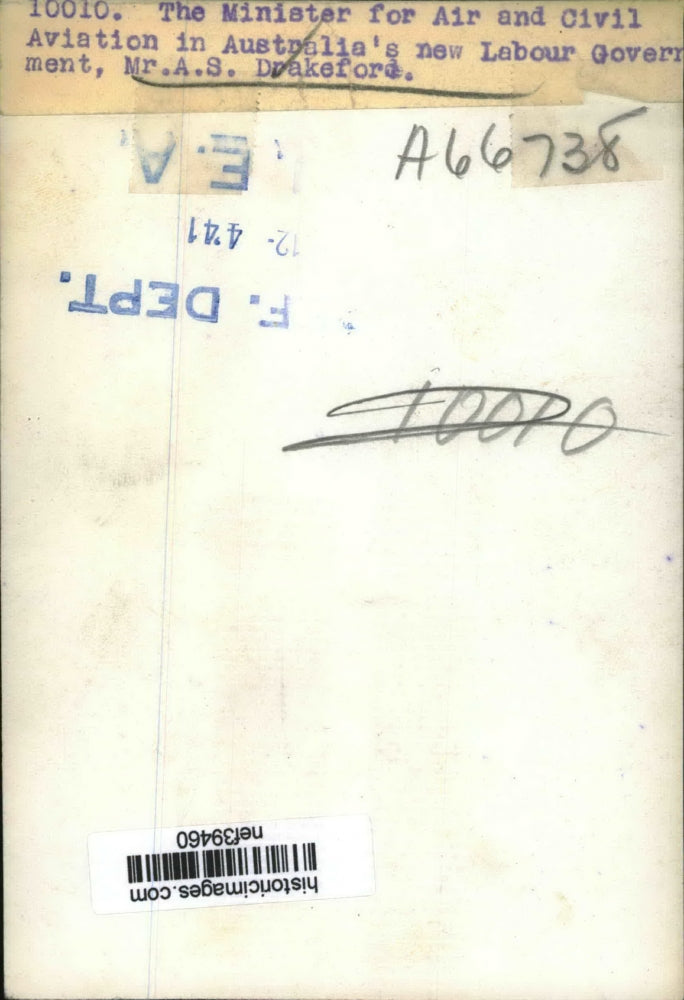 10010. The Minister for Air and Civil
Aviation in Australia's new Labour Govern
ment, Mr.A.S. Drakeford.
A66738
E.A.
12- 441
F. DEPT.
10010
nef39460
historicimages.com